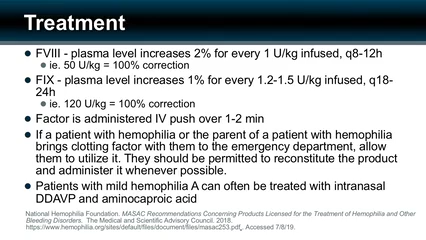 Treatment
FVIII - plasma level increases 2% for every 1 U/kg infused, q8-12h
ie. 50 U/kg = 100% correction
FIX - plasma level increases 1% for every 1.2-1.5 U/kg infused, q18-
24h
ie. 120 U/kg = 100% correction
Factor is administered IV push over 1-2 min
If a patient with hemophilia or the parent of a patient with hemophilia
brings clotting factor with them to the emergency department, allow
them to utilize it. They should be permitted to reconstitute the product
and administer it whenever possible.
Patients with mild hemophilia A can often be treated with intranasal
DDAVP and aminocaproic acid
National Hemophilia Foundation. MASAC Recommendations Concerning Products Licensed for the Treatment of Hemophilia and Other
Bleeding Disorders. The Medical and Scientific Advisory Council. 2018.
https://www.hemophilia.org/sites/default/files/document/files/masac253.pdf,. Accessed 7/8/19.